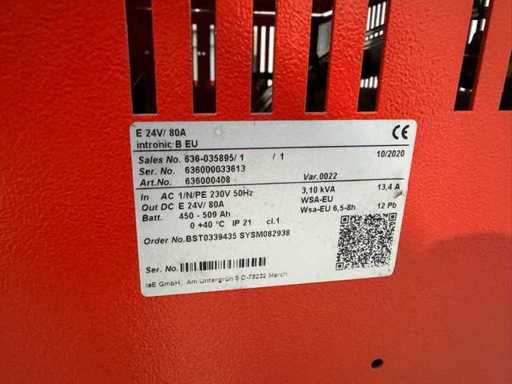 E 24V/ 80A
intronic B EU
CE
Sales No. 636-035895/ 1 / 1 10/2020
Ser. No. 636000033613
Art.No. 636000408 Var.0022
In AC 1/N/PE 230V 50Hz 3,10 kVA 13,4 A
Out DC E 24V/ 80A WSA-EU
Batt. 450 - 509 Ah Wsa-EU 6,5-8h 12 Pb
0 +40 °C IP 21 cl.1
Order No.BST0339435 SYSM082938
Ser. No.
GmbH, Am Untergrün 5 D-79232 March